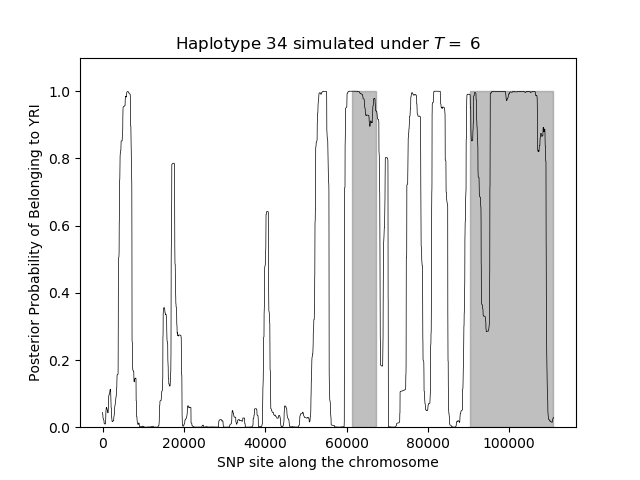 Haplotype 34 simulated under T = 6
Posterior Probability of Belonging to YRI
1.0
0.8
0.6
0.4
0.2
0.0
0 20000 40000 60000 80000 100000
SNP site along the chromosome